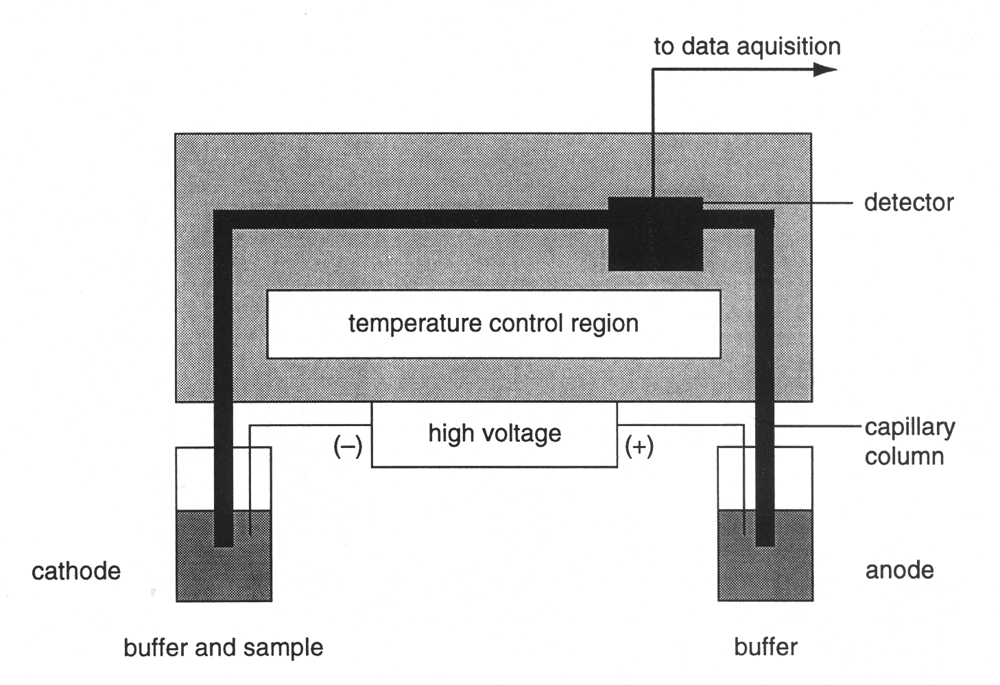 to data aquisition
detector
temperature control region
high voltage
(–)
(+)
capillary
column
cathode
anode
buffer and sample
buffer